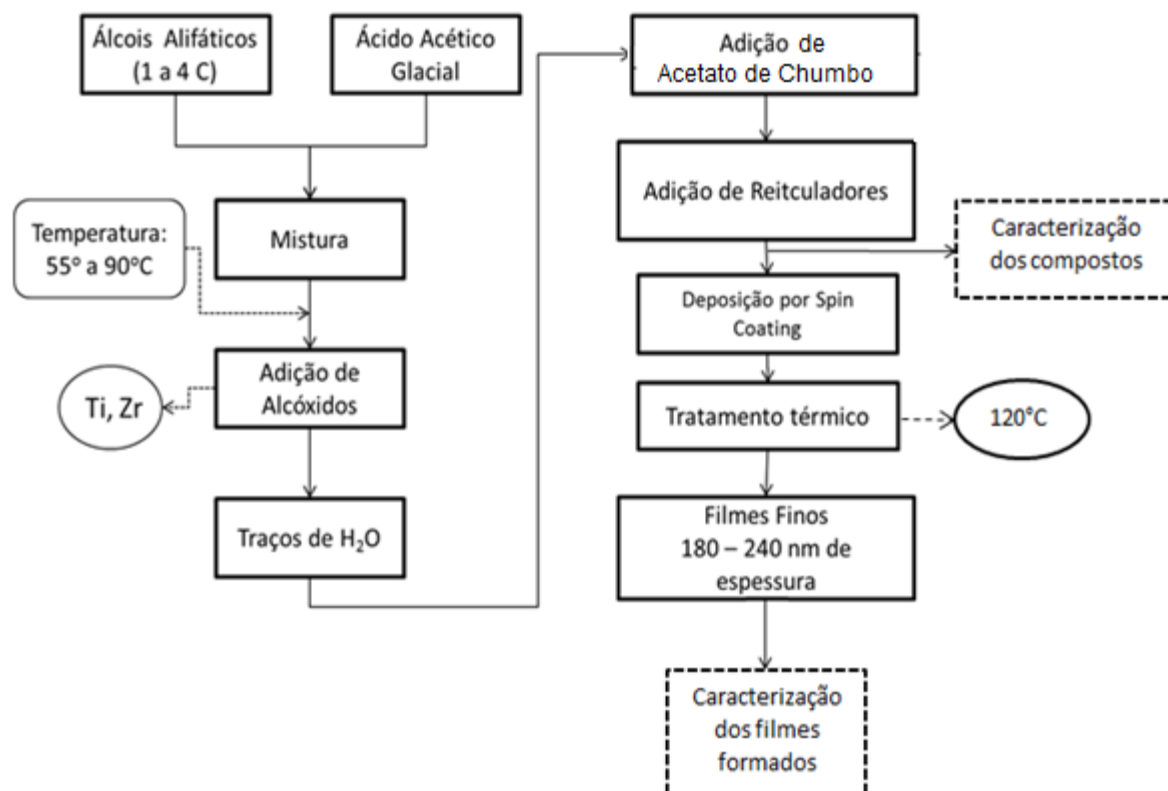 Álcois Alifáticos
(1 a 4 C)
Ácido Acético
Glacial
Temperatura:
55º a 90ºC
Mistura
Adição de
Alcóxidos
Ti, Zr
Traços de H₂O
Adição de
Acetato de Chumbo
Adição de Reitculadores
Caracterização
dos compostos
Deposição por Spin
Coating
Tratamento térmico
120°C
Filmes Finos
180 – 240 nm de
espessura
Caracterização
dos filmes
formados